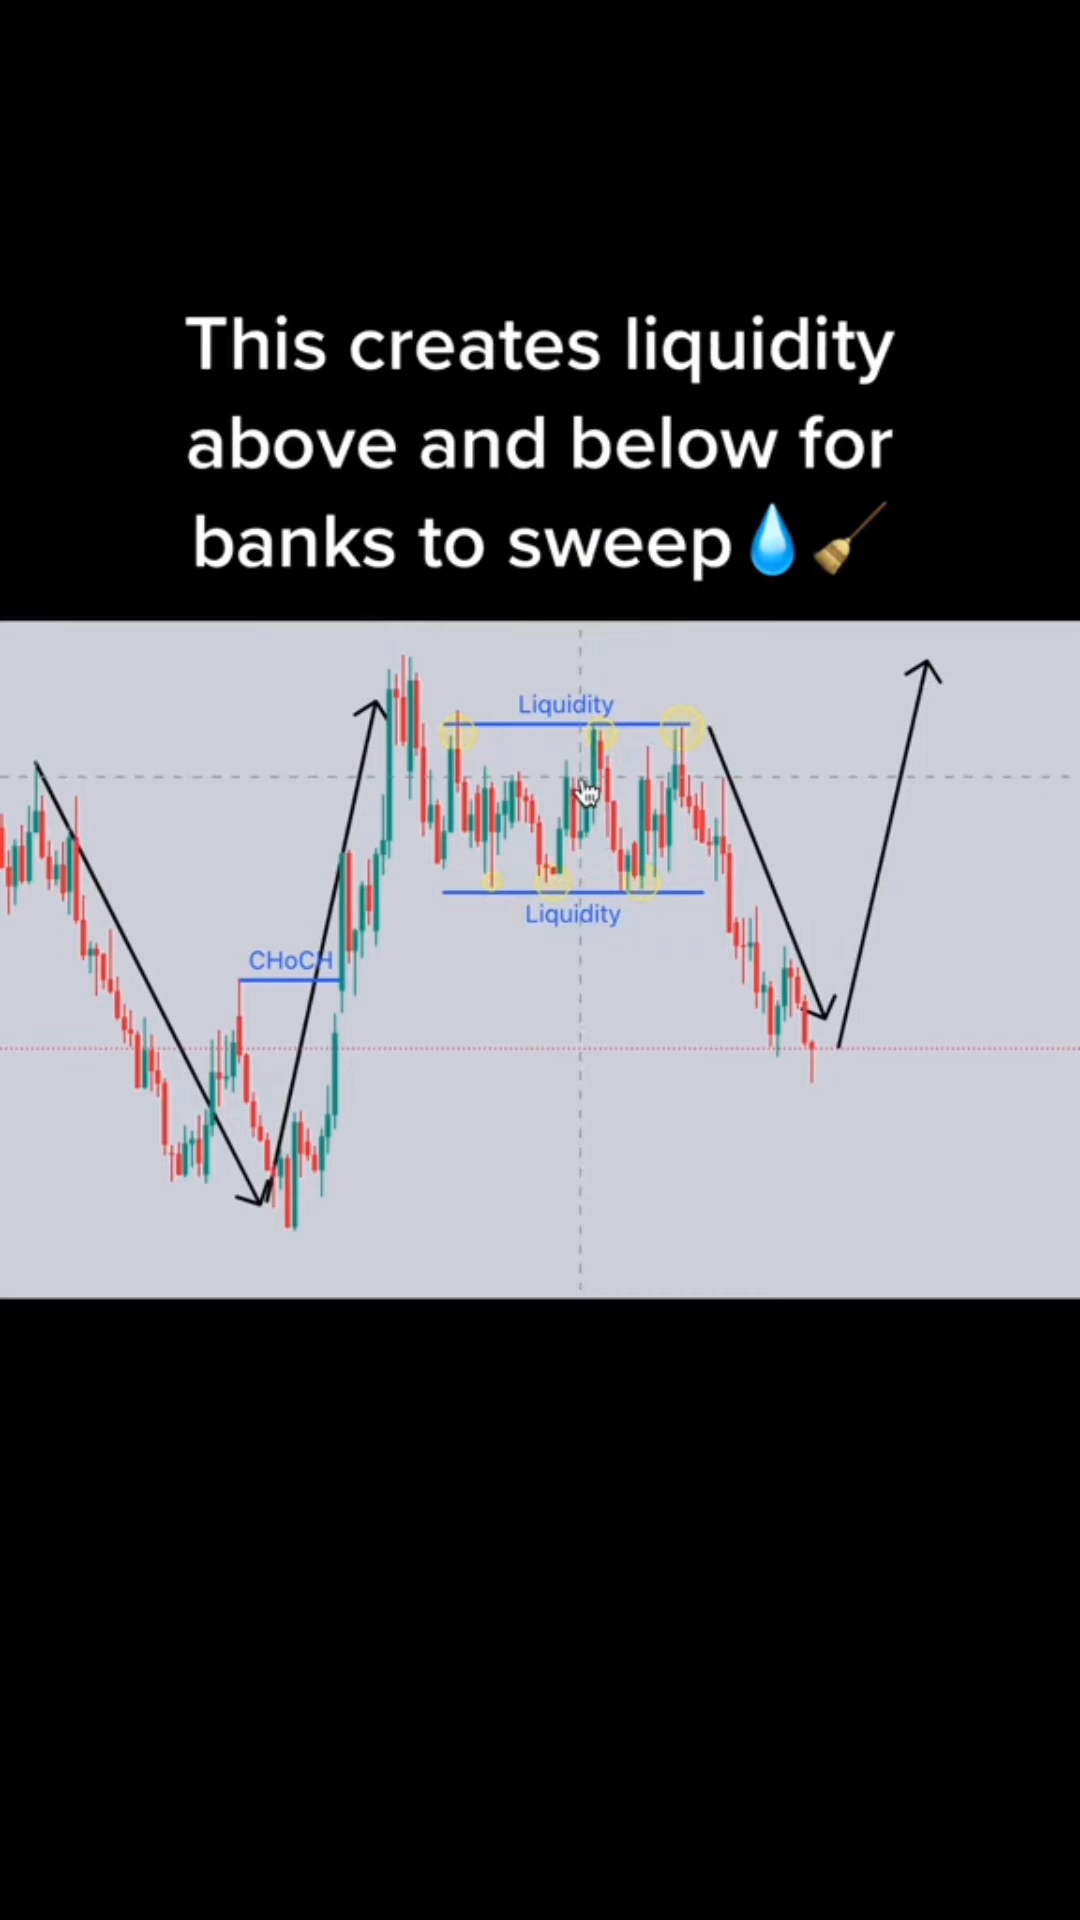 This creates liquidity
above and below for
banks to sweep💧🧹
Liquidity
Liquidity
CHoCH